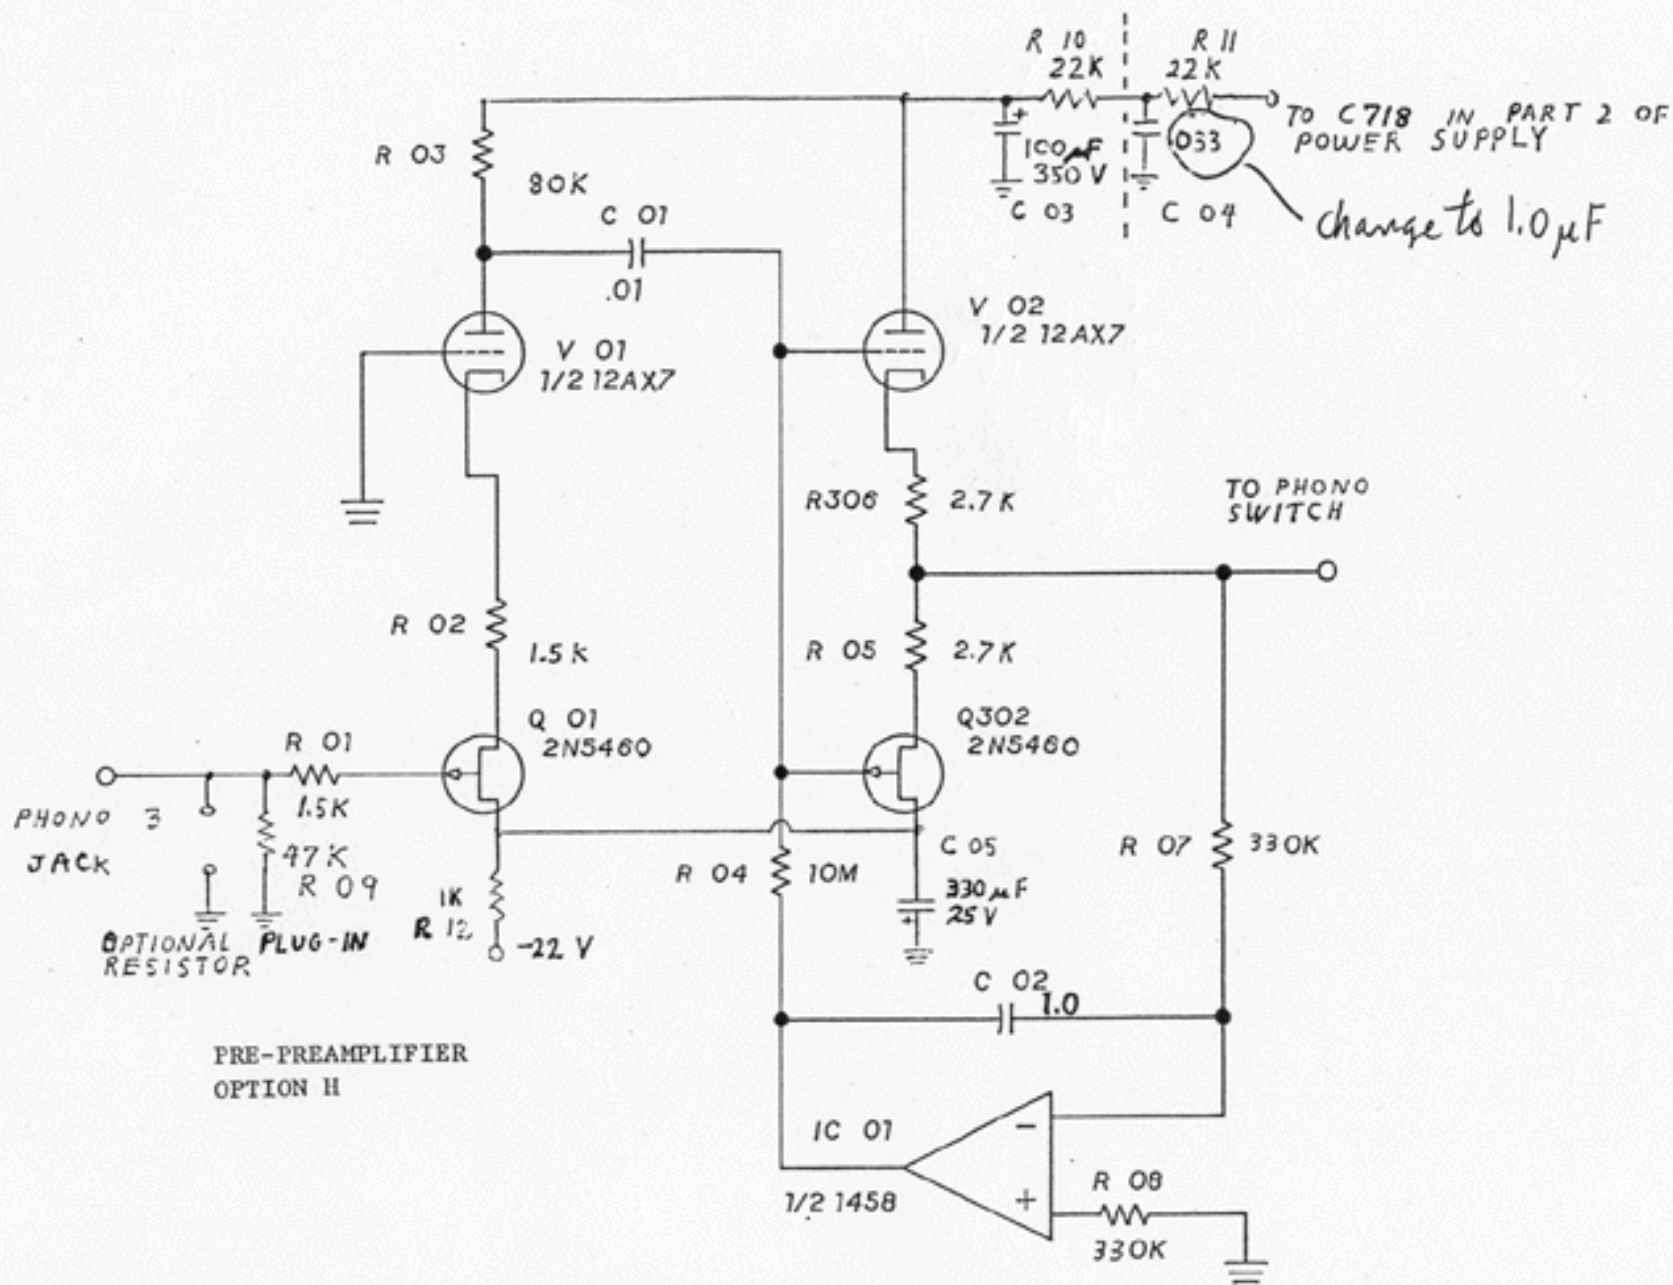 R 10
22K
R 11
22K
TO C718 IN PART 2 OF
POWER SUPPLY
100µF
350 V
+
C 03
.033
C 04
change to 1.0 µF
R 03
80K
C 01
.01
V 01
1/2 12AX7
V 02
1/2 12AX7
R306
2.7K
TO PHONO
SWITCH
R 02
1.5K
R 05
2.7K
Q 01
2N5460
Q302
2N5460
R 01
1.5K
PHONO 3
JACK
47K
R 09
OPTIONAL PLUG-IN
RESISTOR
1K
R 12
-22 V
R 04
10M
C 05
330µF
25V
+
R 07
330K
C 02
1.0
PRE-PREAMPLIFIER
OPTION H
IC 01
1/2 1458
−
+
R 08
330K